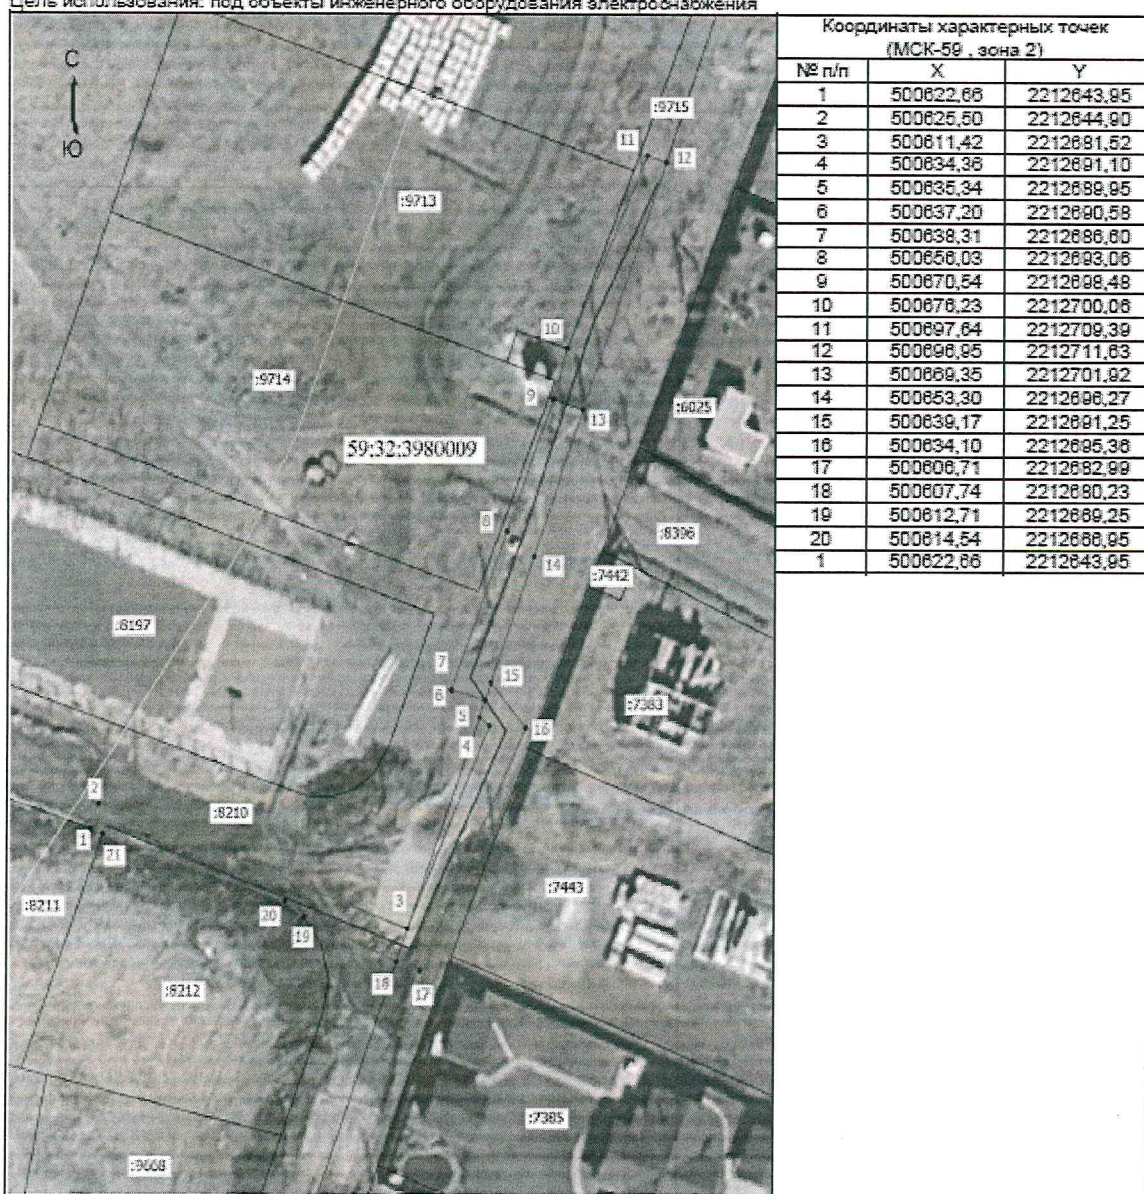 Цель использования: под объекты инженерного оборудования электроснабжения
Координаты характерных точек
(МСК-59 , зона 2)
№ п/п X Y
1 500622,66 2212643,95
2 500625,50 2212644,90
3 500611,42 2212681,52
4 500634,36 2212691,10
5 500635,34 2212689,95
6 500637,20 2212690,58
7 500638,31 2212686,60
8 500656,03 2212693,06
9 500670,54 2212698,48
10 500676,23 2212700,06
11 500697,64 2212709,39
12 500696,95 2212711,63
13 500669,35 2212701,92
14 500653,30 2212696,27
15 500639,17 2212691,25
16 500634,10 2212695,36
17 500606,71 2212682,99
18 500607,74 2212680,23
19 500612,71 2212669,25
20 500614,54 2212666,95
1 500622,66 2212643,95
С
Ю
:9715
11
12
:9713
10
:9714
9
13
:6025
59:32:3980009
8
14
:8396
:7442
:8197
7
6
15
5
:7383
4
16
2
:8210
1
21
:7443
:8211
20
19
3
18
17
:8212
:7385
:9668